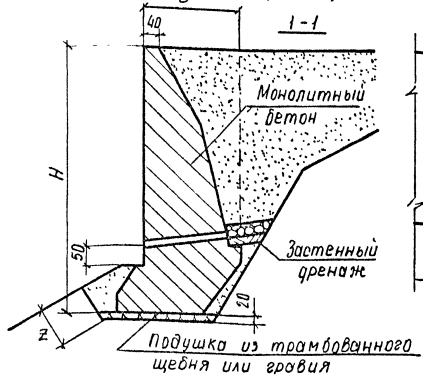 40
1-1
Монолитный
бетон
H
50
Застенный
дренаж
Z
20
Подушка из трамбованного
щебня или гравия